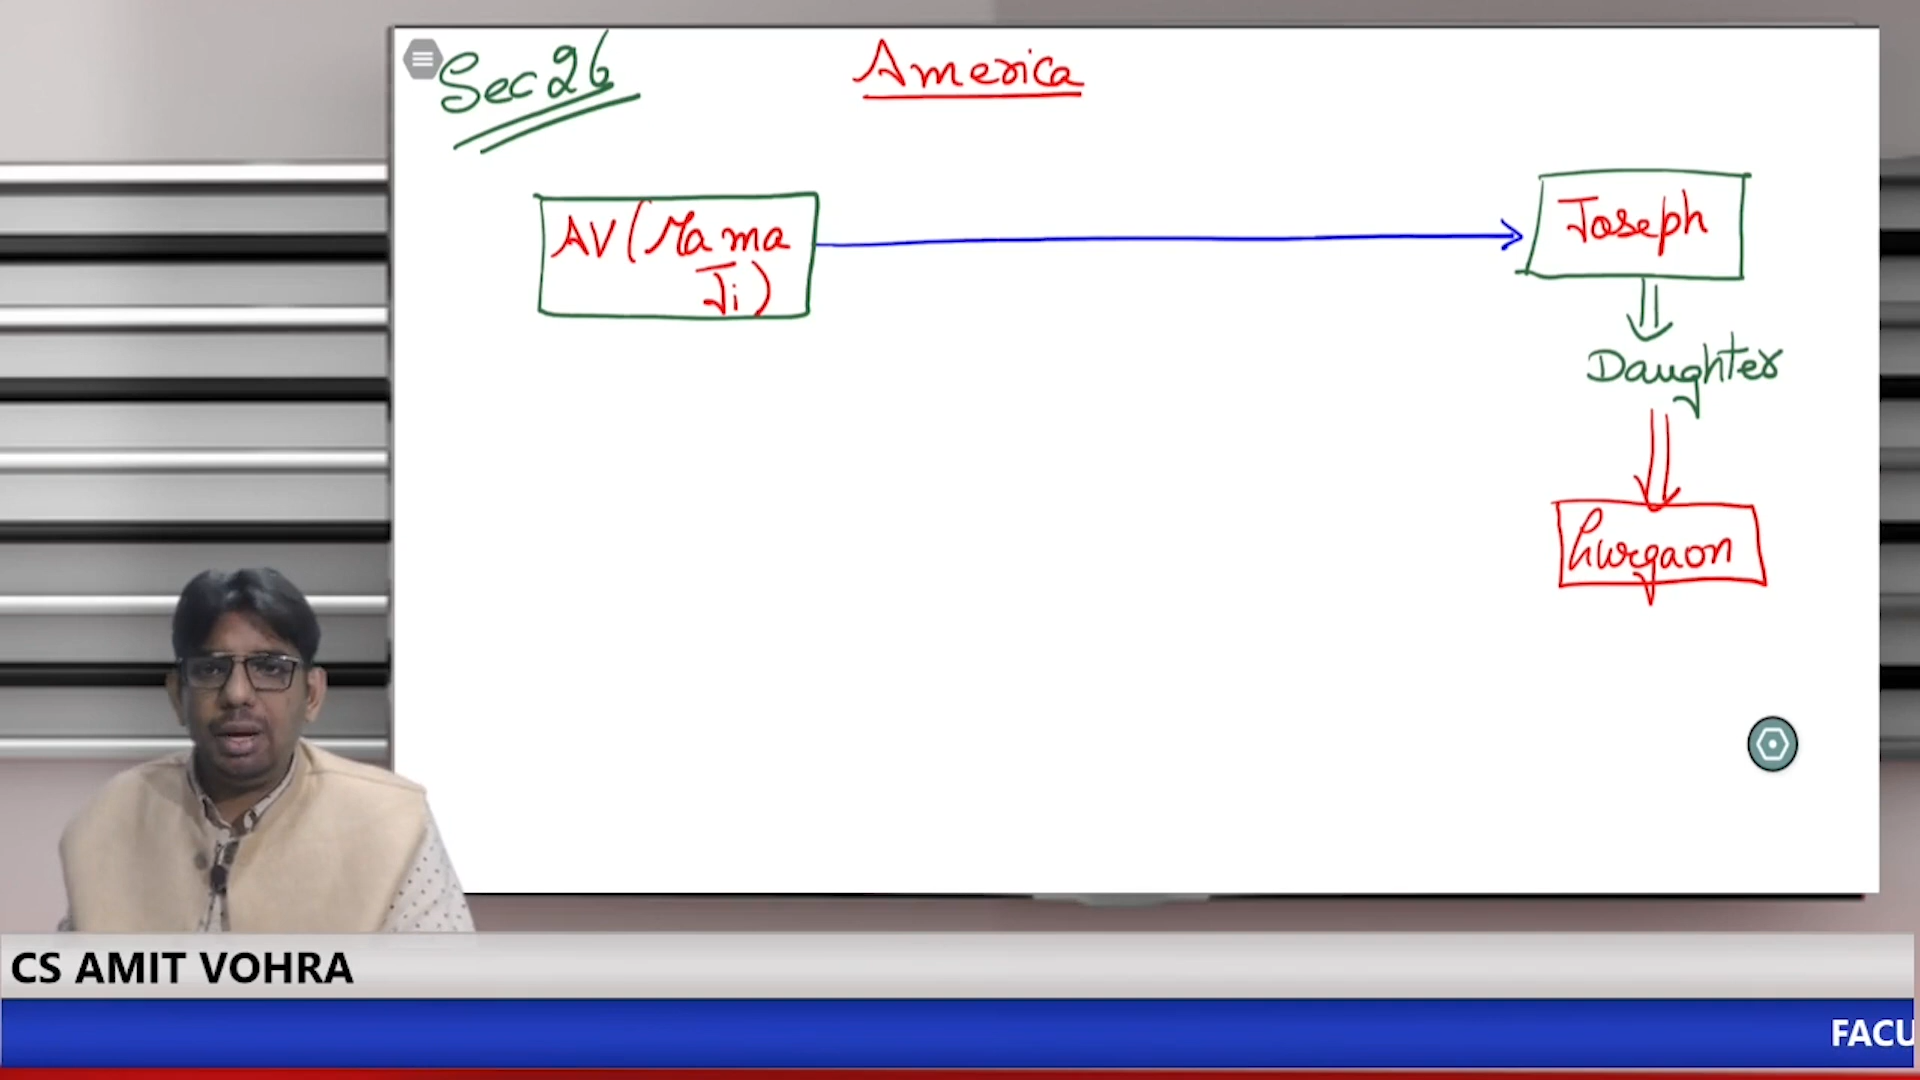 Sec 26
America
AV (Mama
Ji)
Joseph
Daughter
Gurgaon
CS AMIT VOHRA
FACU